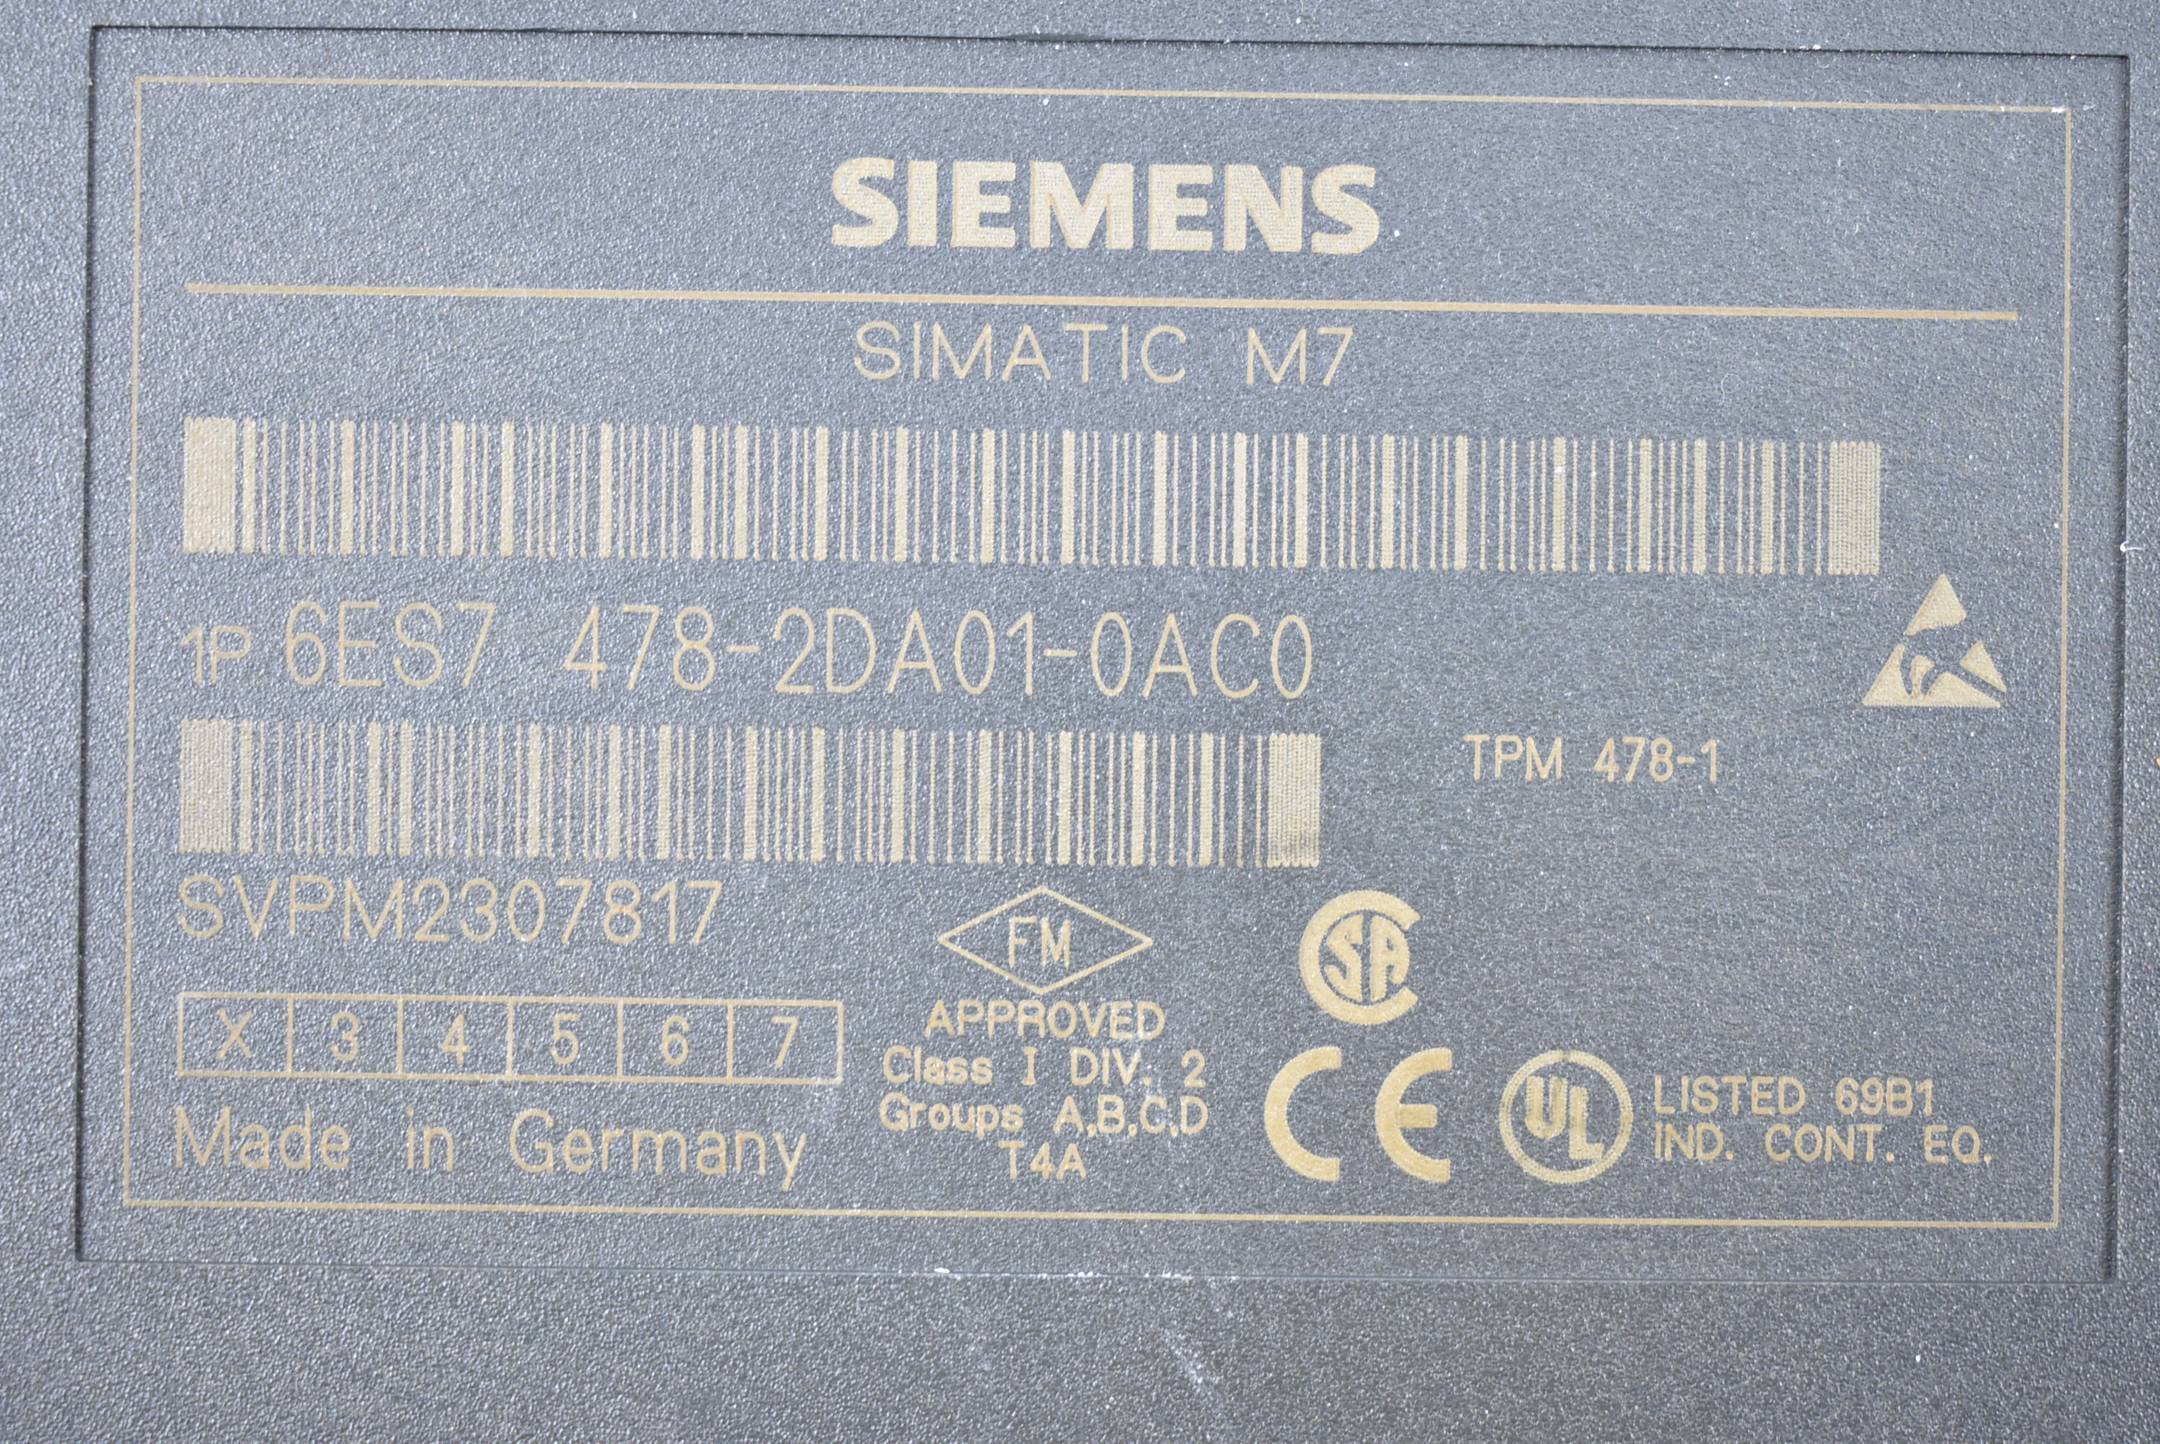 SIEMENS
SIMATIC M7
1P 6ES7 478-2DA01-0AC0
TPM 478-1
SVPM2307817
FM
APPROVED
Class I DIV. 2
Groups A,B,C,D
T4A
SA
CE
UL
LISTED 69B1
IND. CONT. EQ.
X 3 4 5 6 7
Made in Germany